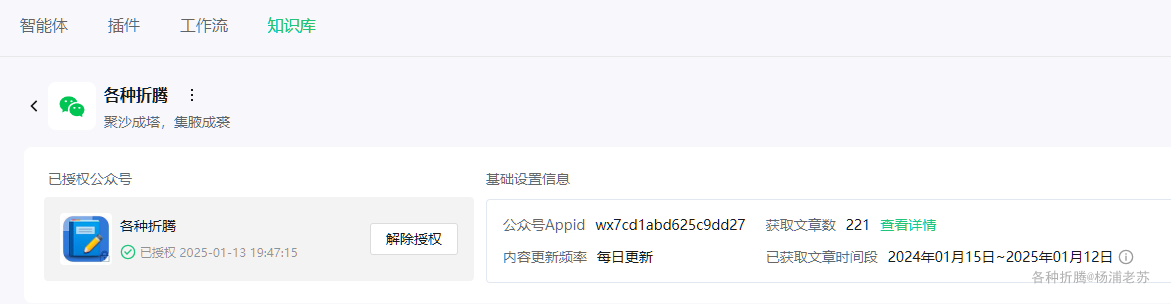 智能体 插件 工作流 知识库
各种折腾
聚沙成塔，集腋成裘
已授权公众号
各种折腾
已授权 2025-01-13 19:47:15
解除授权
基础设置信息
公众号Appid wx7cd1abd625c9dd27 获取文章数 221 查看详情
内容更新频率 每日更新 已获取文章时间段 2024年01月15日~2025年01月12日
各种折腾@杨浦老苏